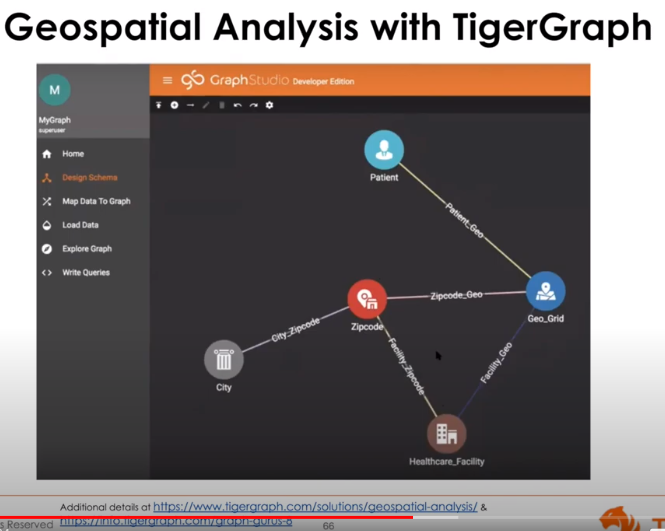 Geospatial Analysis with TigerGraph
GraphStudio Developer Edition
M
MyGraph
superuser
Home
Design Schema
Map Data To Graph
Load Data
Explore Graph
Write Queries
Patient
Patient_Geo
Zipcode_Geo
Geo_Grid
Zipcode
City_Zipcode
City
Facility_Zipcode
Facility_Geo
Healthcare_Facility
Additional details at https://www.tigergraph.com/solutions/geospatial-analysis/ &
s Reserved https://info.tigergraph.com/graph-gurus-8 66